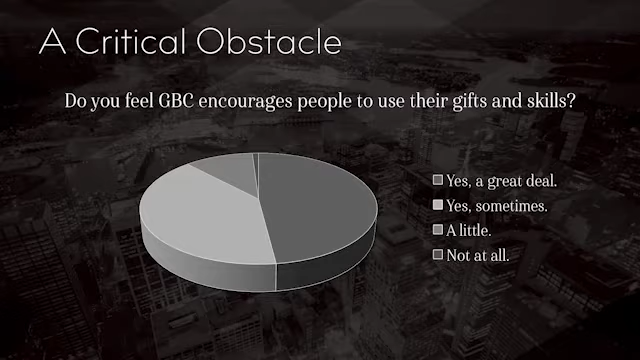 A Critical Obstacle
Do you feel GBC encourages people to use their gifts and skills?
Yes, a great deal.
Yes, sometimes.
A little.
Not at all.